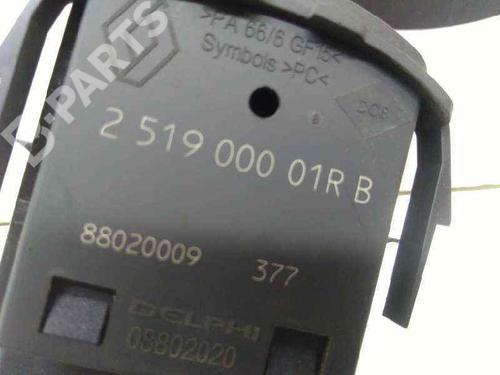 >PA 66/6 GF15<
Symbols >PC<
B-PARTS
2 519 000 01R B
88020009 377
DELPHI
08802020